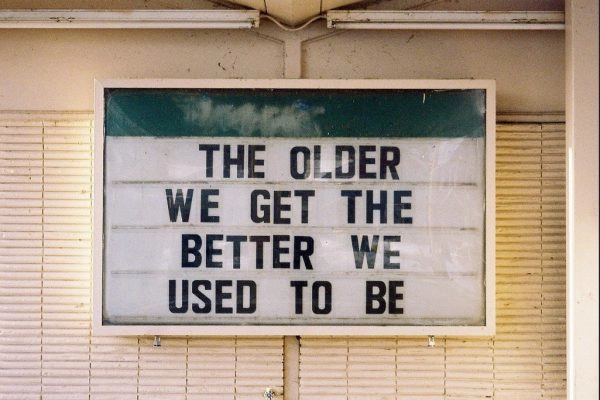 THE OLDER
WE GET THE
BETTER WE
USED TO BE